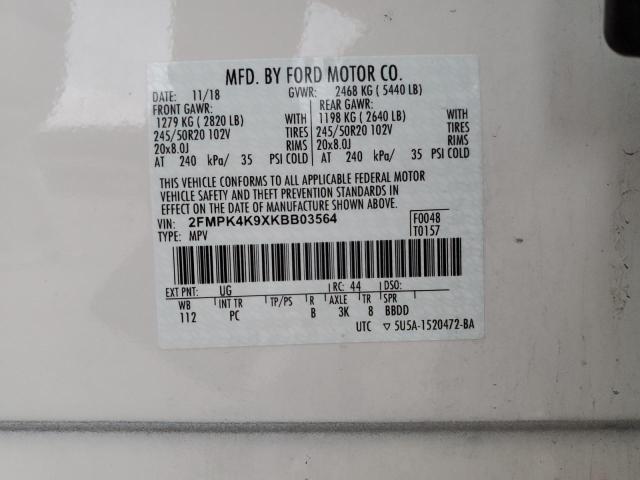 MFD. BY FORD MOTOR CO.
DATE: 11/18 GVWR: 2468 KG ( 5440 LB)
FRONT GAWR: REAR GAWR:
1279 KG ( 2820 LB) WITH 1198 KG ( 2640 LB) WITH
245/50R20 102V TIRES 245/50R20 102V TIRES
20x8.0J RIMS 20x8.0J RIMS
AT 240 kPa/ 35 PSI COLD AT 240 kPa/ 35 PSI COLD
THIS VEHICLE CONFORMS TO ALL APPLICABLE FEDERAL MOTOR
VEHICLE SAFETY AND THEFT PREVENTION STANDARDS IN
EFFECT ON THE DATE OF MANUFACTURE SHOWN ABOVE.
VIN: 2FMPK4K9XKBB03564 F0048
TYPE: MPV T0157
EXT PNT: UG RC: 44 DSO:
WB INT TR TP/PS R AXLE TR SPR
112 PC B 3K 8 BBDD
UTC ▽ 5U5A-1520472-BA